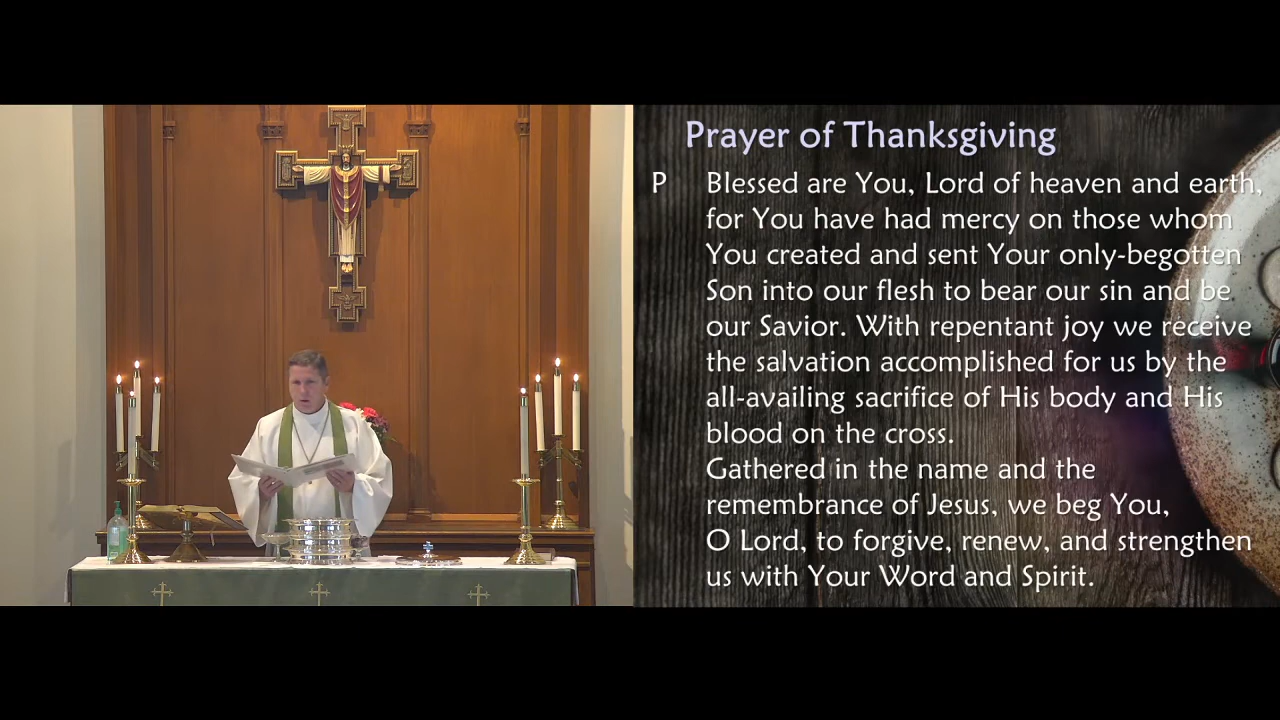 Prayer of Thanksgiving
P Blessed are You, Lord of heaven and earth,
for You have had mercy on those whom
You created and sent Your only-begotten
Son into our flesh to bear our sin and be
our Savior. With repentant joy we receive
the salvation accomplished for us by the
all-availing sacrifice of His body and His
blood on the cross.
Gathered in the name and the
remembrance of Jesus, we beg You,
O Lord, to forgive, renew, and strengthen
us with Your Word and Spirit.